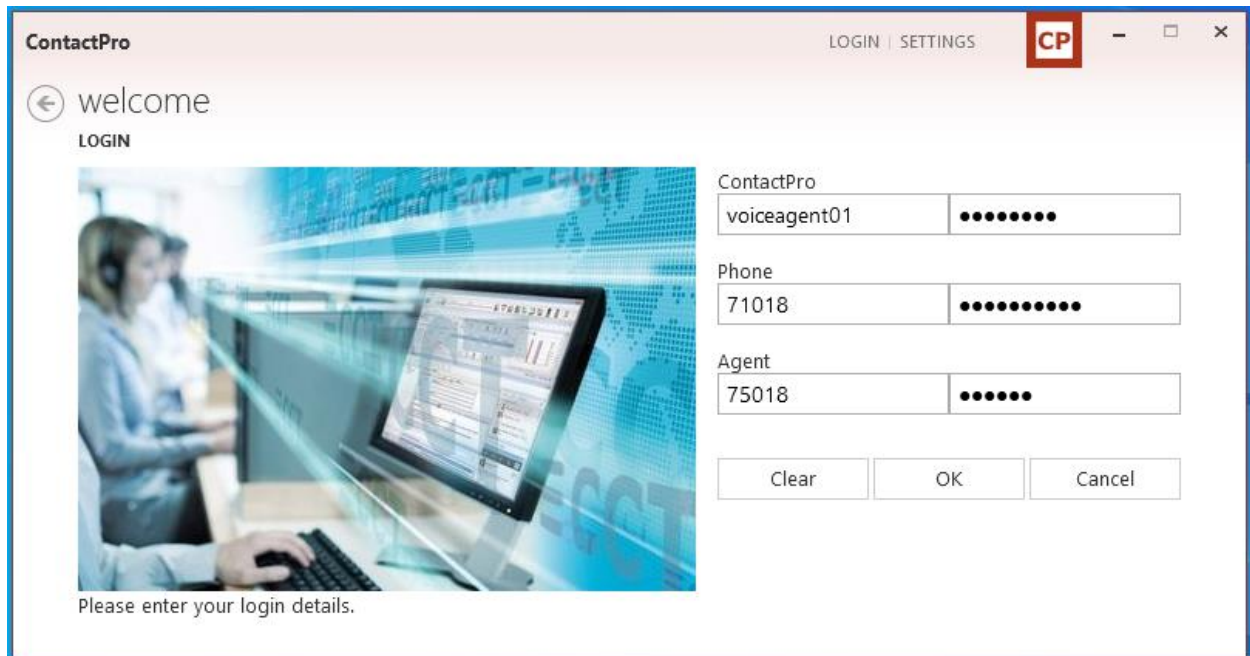 ContactPro
LOGIN | SETTINGS
CP
welcome
LOGIN
ContactPro
voiceagent01 ●●●●●●●●
Phone
71018 ●●●●●●●●●●
Agent
75018 ●●●●●●
Clear OK Cancel
CCT
Please enter your login details.